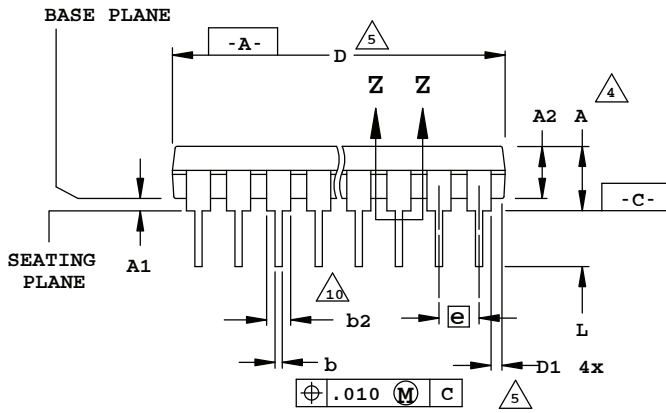 BASE PLANE
-A-
5
D
Z Z
4
A2 A
-C-
SEATING
PLANE
A1
10
b2
e
L
b
D1 4x
⌖ .010 Ⓜ C
5